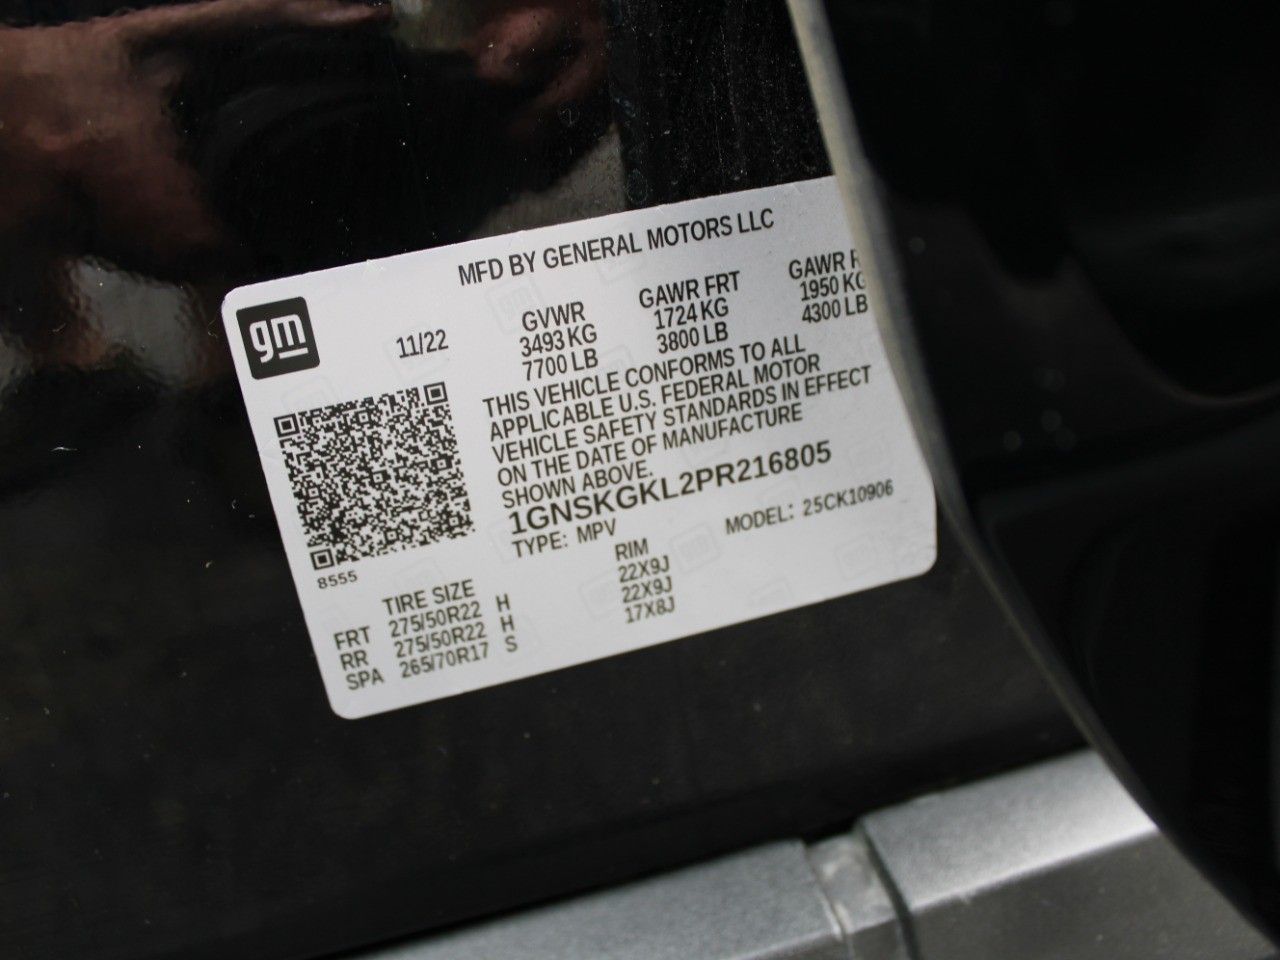 MFD BY GENERAL MOTORS LLC
gm
11/22
GVWR GAWR FRT GAWR
3493 KG 1724 KG 1950 KG
7700 LB 3800 LB 4300 LB
THIS VEHICLE CONFORMS TO ALL
APPLICABLE U.S. FEDERAL MOTOR
VEHICLE SAFETY STANDARDS IN EFFECT
ON THE DATE OF MANUFACTURE
SHOWN ABOVE.
1GNSKGKL2PR216805
TYPE: MPV MODEL: 25CK10906
8555
TIRE SIZE RIM
FRT 275/50R22 H 22X9J
RR 275/50R22 H 22X9J
SPA 265/70R17 S 17X8J